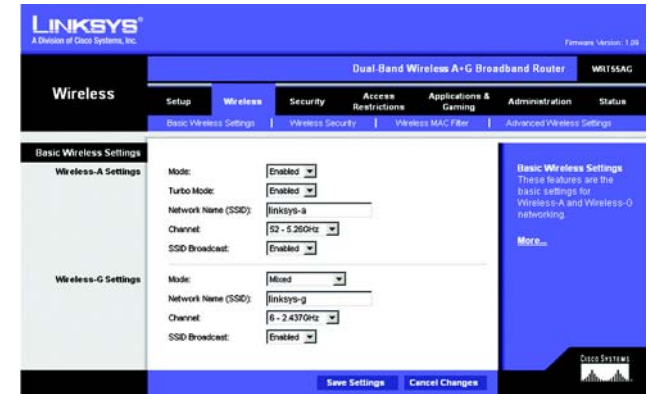 LINKSYS®
A Division of Cisco Systems, Inc.
Firmware Version: 1.09
Dual-Band Wireless A+G Broadband Router WRT55AG
Wireless
Setup Wireless Security Access Restrictions Applications & Gaming Administration Status
Basic Wireless Settings | Wireless Security | Wireless MAC Filter | Advanced Wireless Settings
Basic Wireless Settings
Wireless-A Settings
Mode: Enabled
Turbo Mode: Enabled
Network Name (SSID): linksys-a
Channel: 52 - 5.26GHz
SSID Broadcast: Enabled
Wireless-G Settings
Mode: Mixed
Network Name (SSID): linksys-g
Channel: 6 - 2.437GHz
SSID Broadcast: Enabled
Basic Wireless Settings
These features are the
basic settings
for
Wireless-A and Wireless-G
networking.
More...
Save Settings Cancel Changes
CISCO SYSTEMS